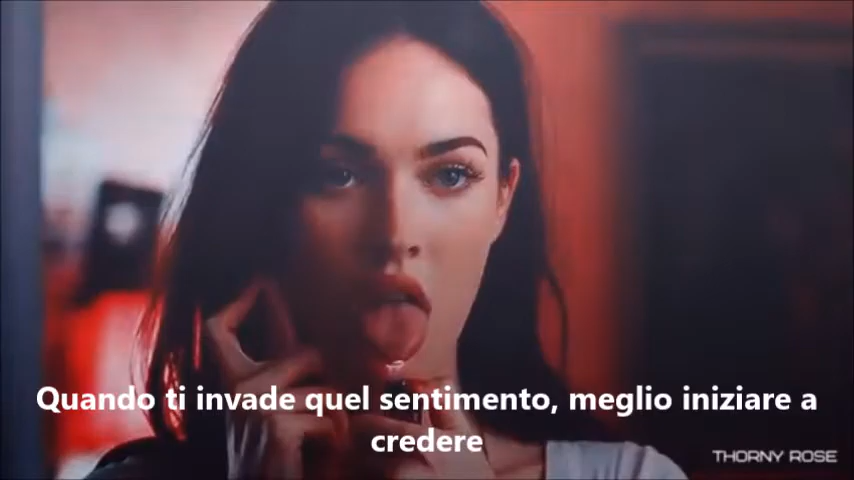 Quando ti invade quel sentimento, meglio iniziare a
credere
THORNY ROSE